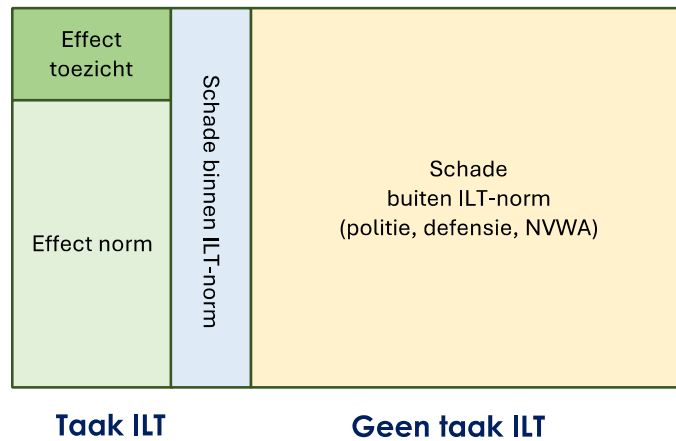 Effect
toezicht
Effect norm
Schade binnen ILT-norm
Schade
buiten ILT-norm
(politie, defensie, NVWA)
Taak ILT
Geen taak ILT